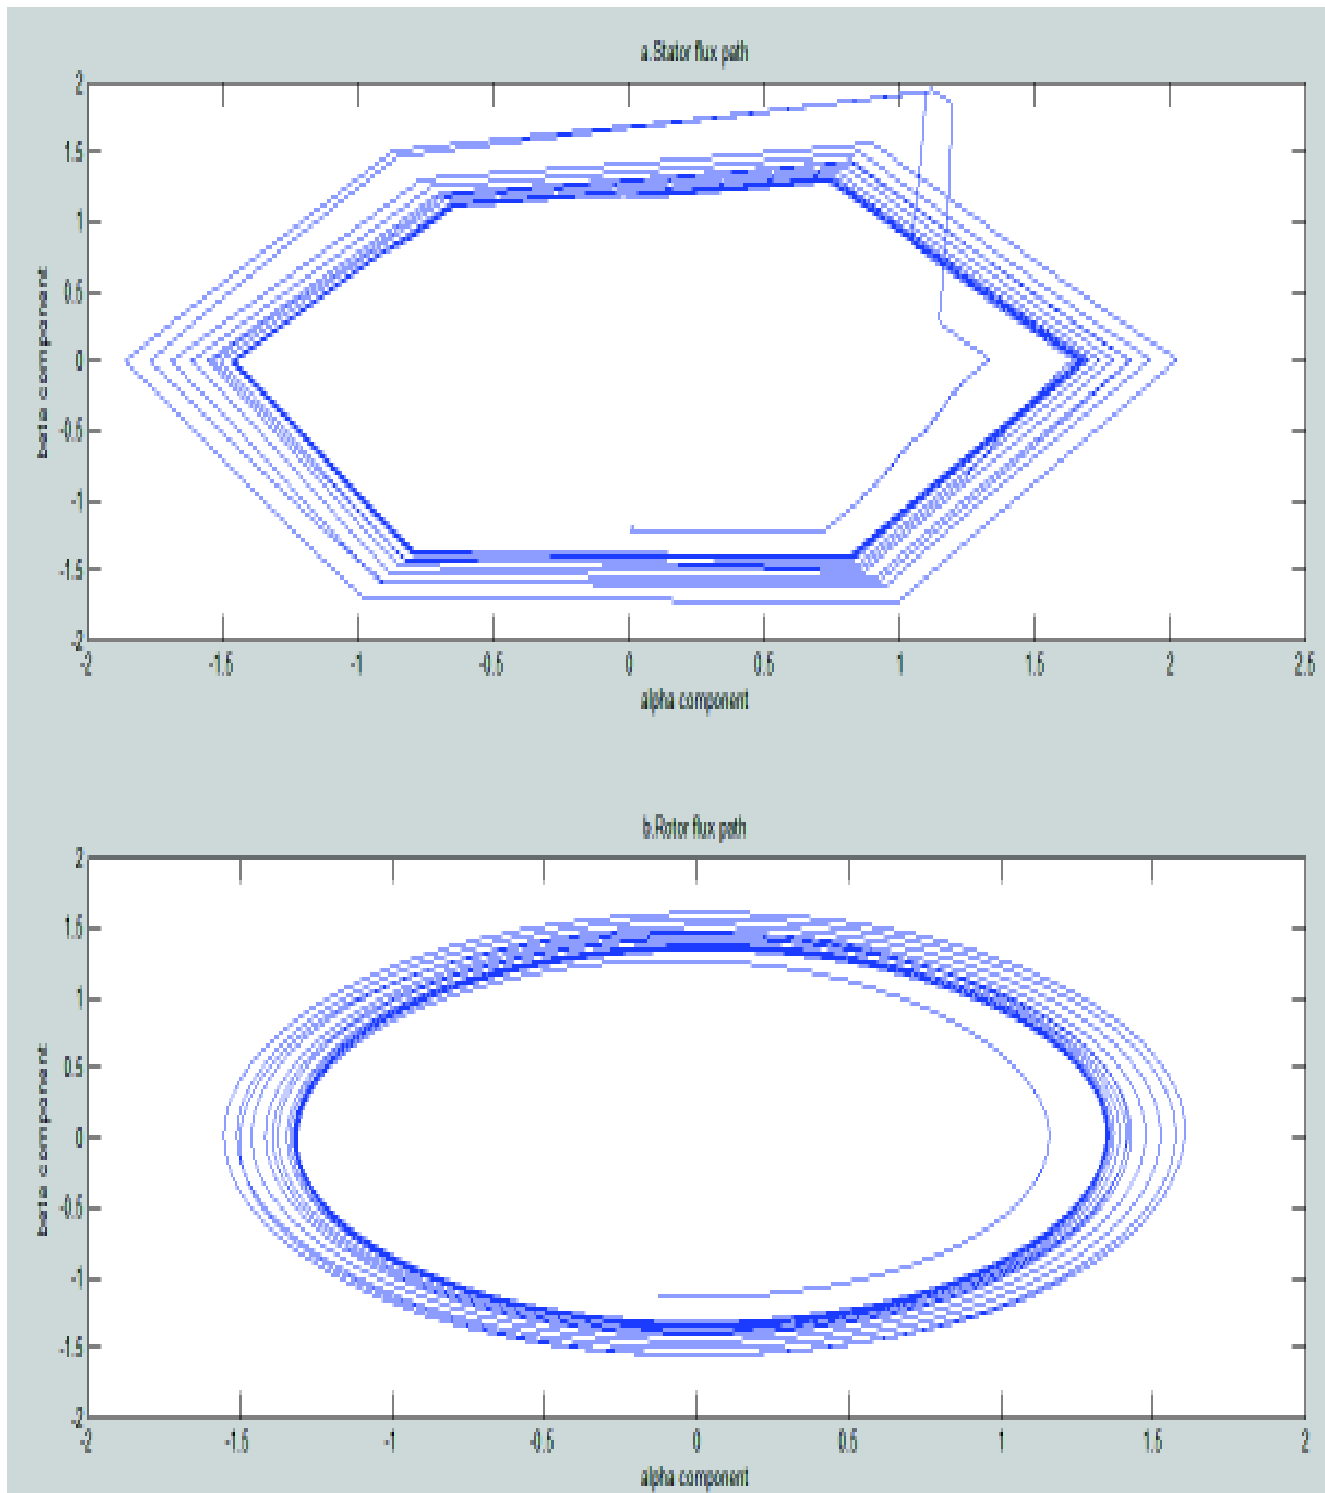 a.Stator flux path
2
1.5
1
0.5
0
-0.5
-1
-1.5
-2
beta component
-2 -1.5 -1 -0.5 0 0.5 1 1.5 2 2.5
alpha component
b.Rotor flux path
2
1.5
1
0.5
0
-0.5
-1
-1.5
-2
beta component
-2 -1.5 -1 -0.5 0 0.5 1 1.5 2
alpha component